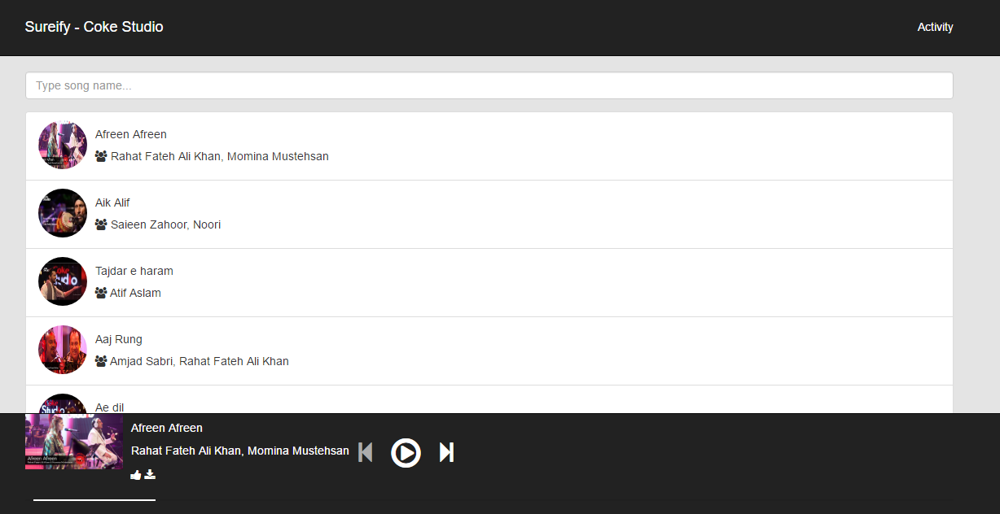 Sureify - Coke Studio
Activity
Type song name...
Afreen Afreen
Rahat Fateh Ali Khan, Momina Mustehsan
Aik Alif
Saieen Zahoor, Noori
Tajdar e haram
Atif Aslam
Aaj Rung
Amjad Sabri, Rahat Fateh Ali Khan
Ae dil
Afreen Afreen
Rahat Fateh Ali Khan, Momina Mustehsan
Afreen Afreen